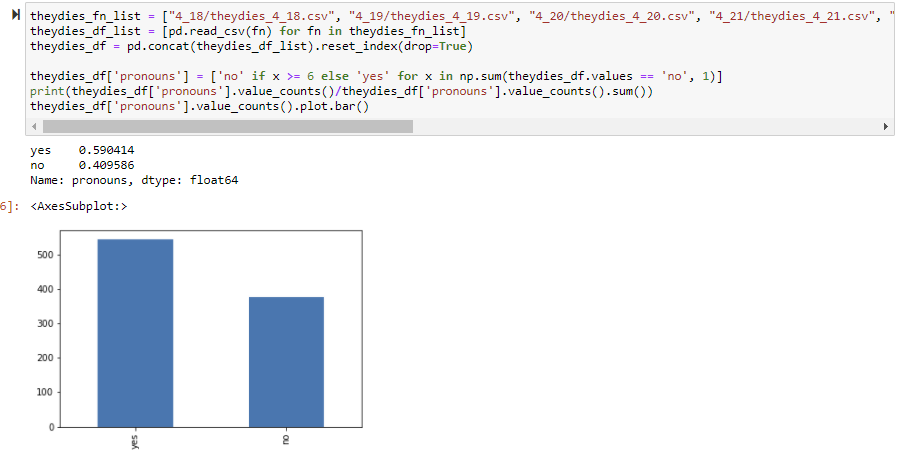 theydies_fn_list = ["4_18/theydies_4_18.csv", "4_19/theydies_4_19.csv", "4_20/theydies_4_20.csv", "4_21/theydies_4_21.csv", "
theydies_df_list = [pd.read_csv(fn) for fn in theydies_fn_list]
theydies_df = pd.concat(theydies_df_list).reset_index(drop=True)
theydies_df['pronouns'] = ['no' if x >= 6 else 'yes' for x in np.sum(theydies_df.values == 'no', 1)]
print(theydies_df['pronouns'].value_counts()/theydies_df['pronouns'].value_counts().sum())
theydies_df['pronouns'].value_counts().plot.bar()
yes 0.590414
no 0.409586
Name: pronouns, dtype: float64
6]: <AxesSubplot:>
500
400
300
200
100
0
yes no